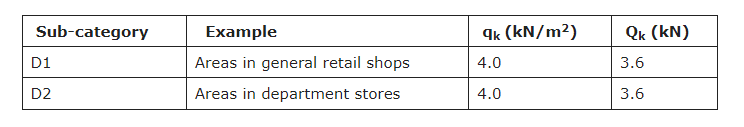 Sub-category Example qk (kN/m²) Qk (kN)
D1 Areas in general retail shops 4.0 3.6
D2 Areas in department stores 4.0 3.6